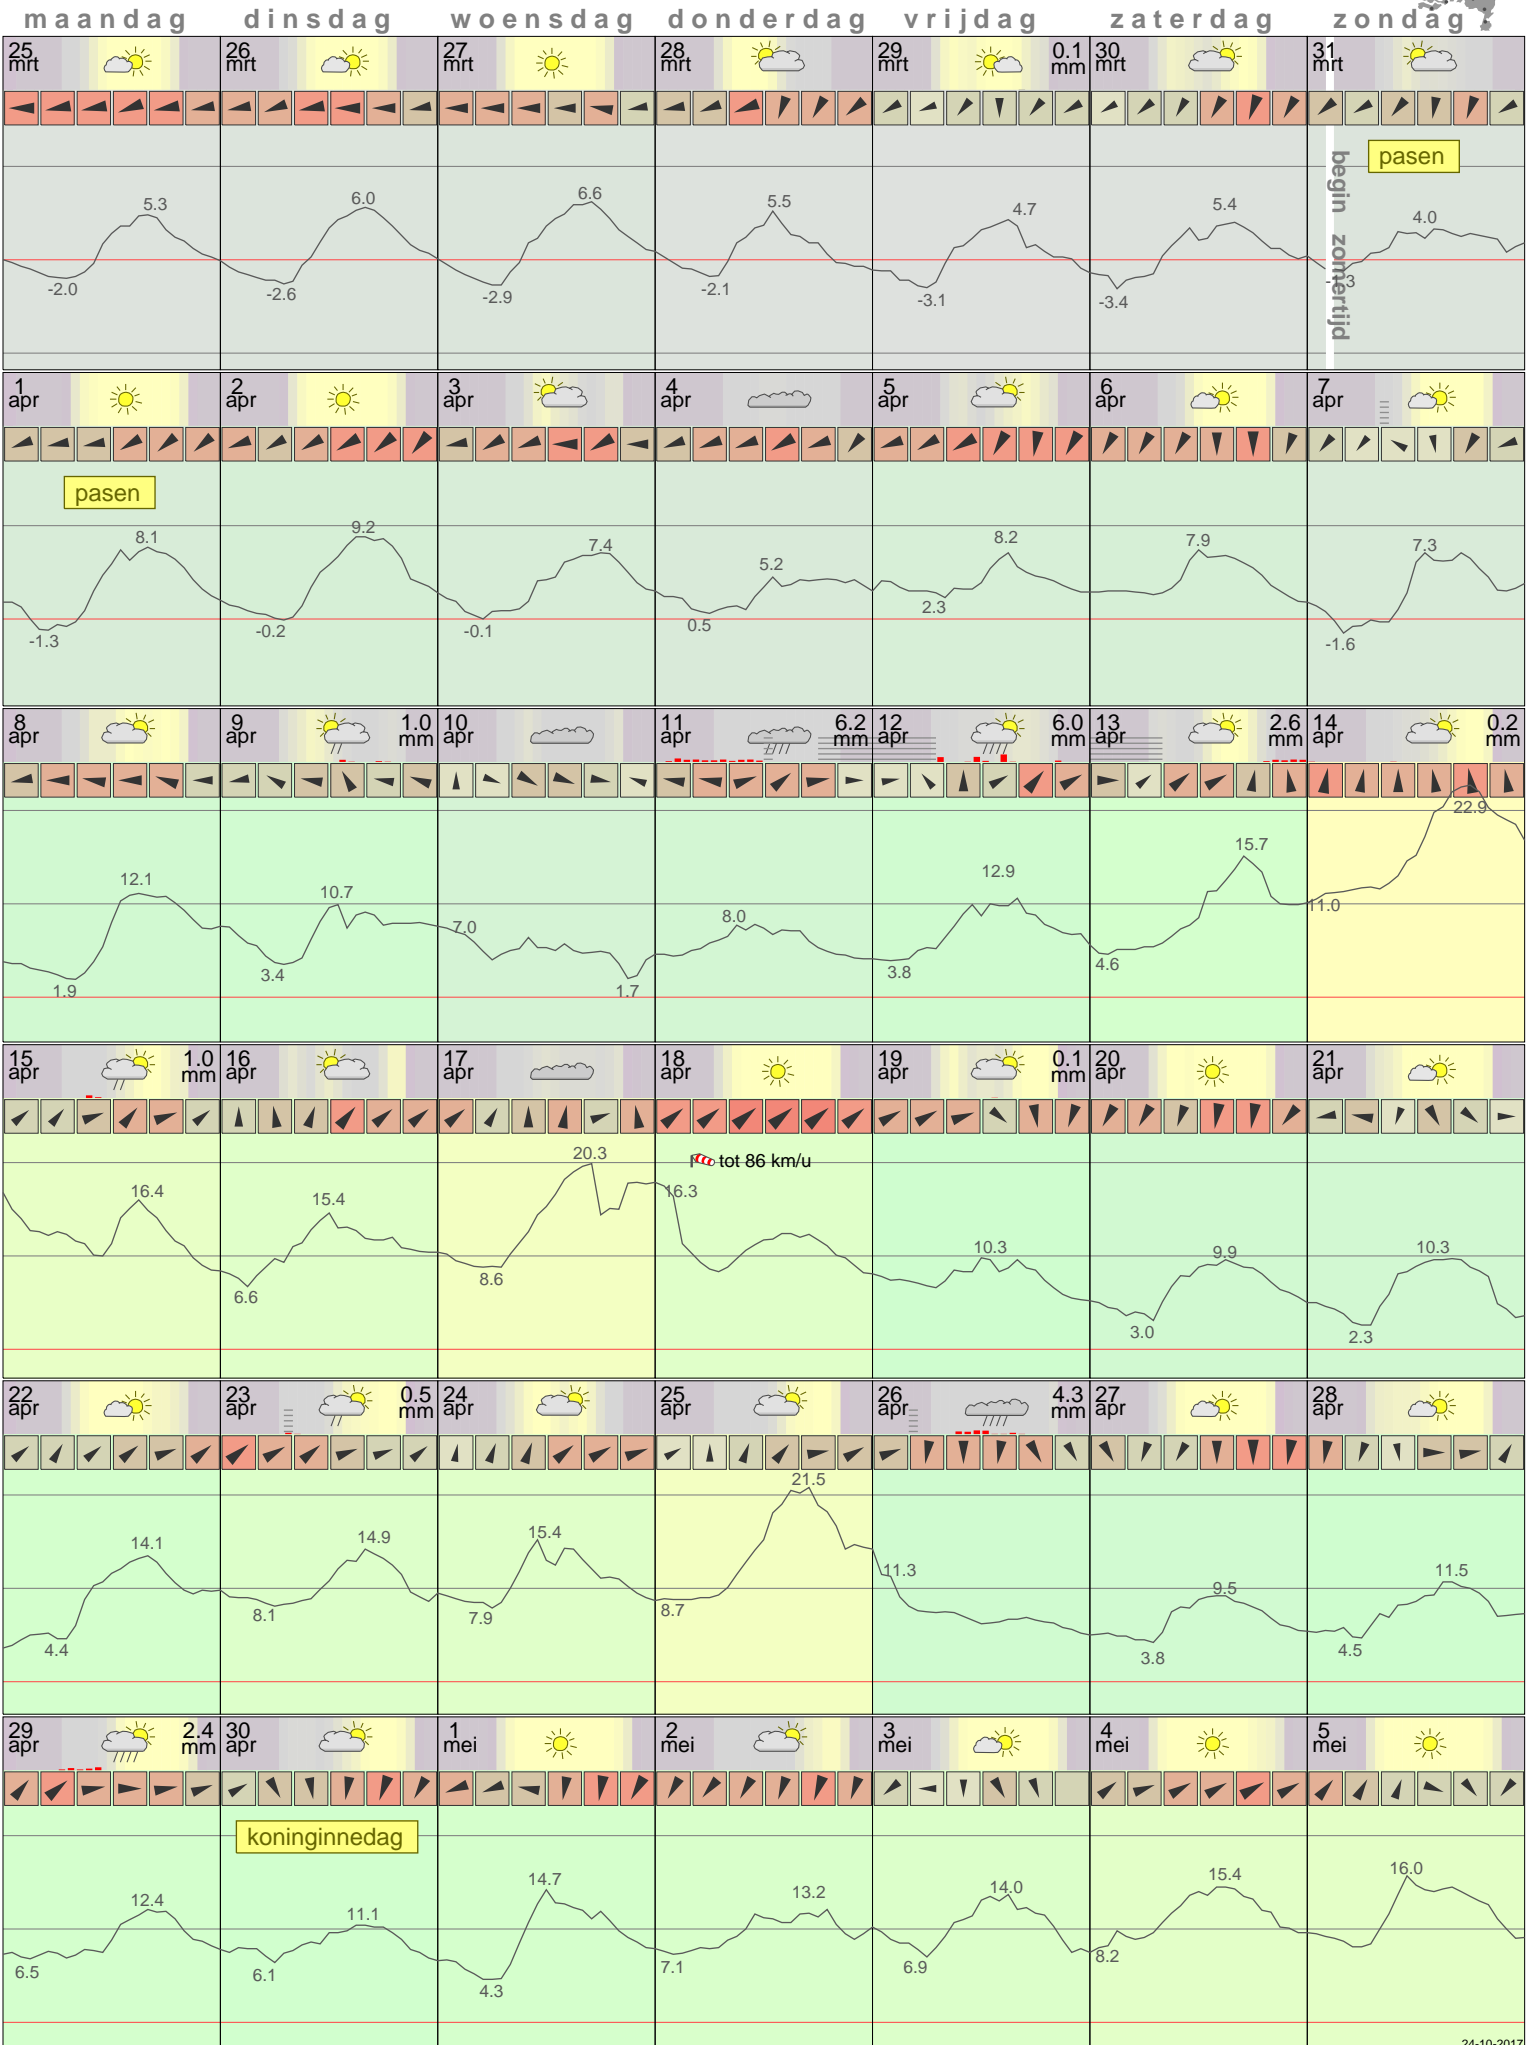 maandag dinsdag woensdag donderdag vrijdag zaterdag zondag
25 mrt 26 mrt 27 mrt 28 mrt 29 mrt 0.1 mm 30 mrt 31 mrt
pasen
begin zomertijd
5.3 6.0 6.6 5.5 4.7 5.4 4.0
-2.0 -2.6 -2.9 -2.1 -3.1 -3.4 -1.3
1 apr 2 apr 3 apr 4 apr 5 apr 6 apr 7 apr
pasen
8.1 9.2 7.4 5.2 8.2 7.9 7.3
-1.3 -0.2 -0.1 0.5 2.3 -1.6
8 apr 9 apr 1.0 mm 10 apr 11 apr 6.2 mm 12 apr 6.0 mm 13 apr 2.6 mm 14 apr 0.2 mm
12.1 10.7 7.0 8.0 12.9 15.7 22.9
1.9 3.4 1.7 3.8 4.6 11.0
15 apr 1.0 mm 16 apr 17 apr 18 apr 19 apr 0.1 mm 20 apr 21 apr
tot 86 km/u
16.4 15.4 20.3 16.3 10.3 9.9 10.3
6.6 8.6 3.0 2.3
22 apr 23 apr 0.5 mm 24 apr 25 apr 26 apr 4.3 mm 27 apr 28 apr
14.1 14.9 15.4 21.5 11.3 9.5 11.5
4.4 8.1 7.9 8.7 3.8 4.5
29 apr 2.4 mm 30 apr 1 mei 2 mei 3 mei 4 mei 5 mei
koninginnedag
12.4 11.1 14.7 13.2 14.0 15.4 16.0
6.5 6.1 4.3 7.1 6.9 8.2
24-10-2017